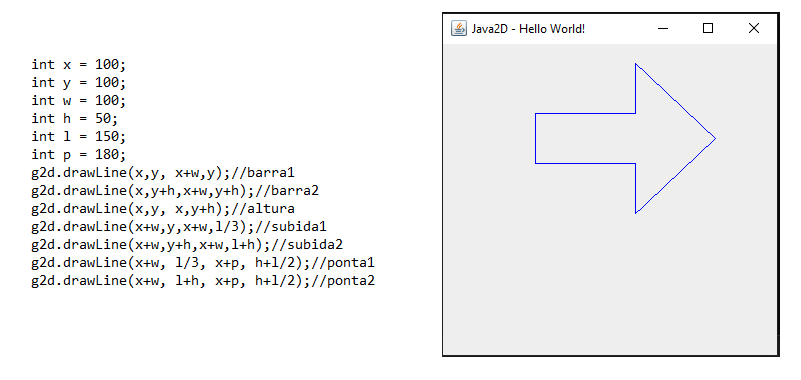 int x = 100;
int y = 100;
int w = 100;
int h = 50;
int l = 150;
int p = 180;
g2d.drawLine(x,y, x+w,y);//barra1
g2d.drawLine(x,y+h,x+w,y+h);//barra2
g2d.drawLine(x,y, x,y+h);//altura
g2d.drawLine(x+w,y,x+w,l/3);//subida1
g2d.drawLine(x+w,y+h,x+w,l+h);//subida2
g2d.drawLine(x+w, l/3, x+p, h+l/2);//ponta1
g2d.drawLine(x+w, l+h, x+p, h+l/2);//ponta2
Java2D - Hello World!